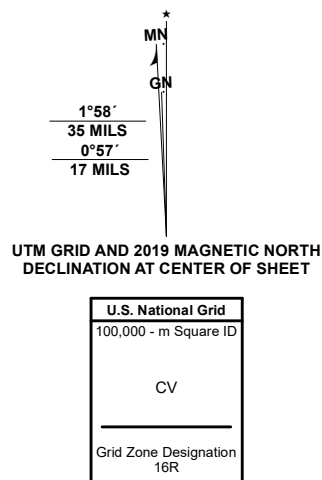 MN
GN
1°58´
35 MILS
0°57´
17 MILS
UTM GRID AND 2019 MAGNETIC NORTH
DECLINATION AT CENTER OF SHEET
U.S. National Grid
100,000 - m Square ID
CV
Grid Zone Designation
16R